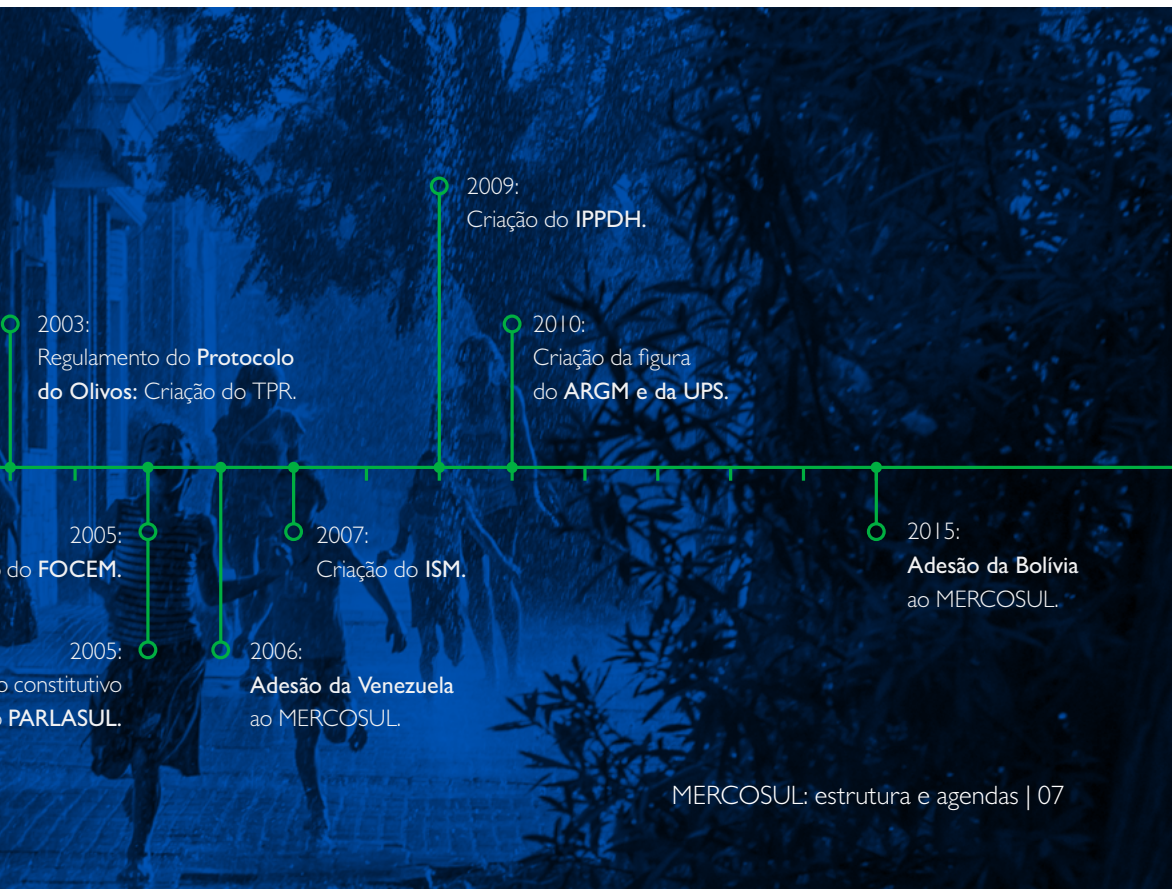 2009:
Criação do IPPDH.
2003:
Regulamento do Protocolo
do Olivos: Criação do TPR.
2010:
Criação da figura
do ARGM e da UPS.
2005:
do FOCEM.
2007:
Criação do ISM.
2015:
Adesão da Bolívia
ao MERCOSUL.
2005:
constitutivo
PARLASUL.
2006:
Adesão da Venezuela
ao MERCOSUL.
MERCOSUL: estrutura e agendas | 07